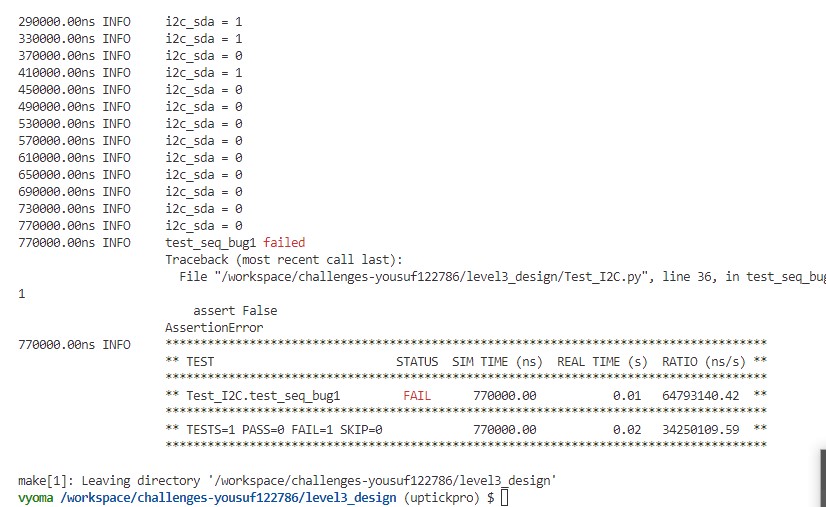 290000.00ns INFO     i2c_sda = 1
330000.00ns INFO     i2c_sda = 1
370000.00ns INFO     i2c_sda = 0
410000.00ns INFO     i2c_sda = 1
450000.00ns INFO     i2c_sda = 0
490000.00ns INFO     i2c_sda = 0
530000.00ns INFO     i2c_sda = 0
570000.00ns INFO     i2c_sda = 0
610000.00ns INFO     i2c_sda = 0
650000.00ns INFO     i2c_sda = 0
690000.00ns INFO     i2c_sda = 0
730000.00ns INFO     i2c_sda = 0
770000.00ns INFO     i2c_sda = 0
770000.00ns INFO     test_seq_bug1 failed
                     Traceback (most recent call last):
                       File "/workspace/challenges-yousuf122786/level3_design/Test_I2C.py", line 36, in test_seq_bug
1
                         assert False
                     AssertionError
770000.00ns INFO     **************************************************************************************
                     ** TEST                          STATUS  SIM TIME (ns)  REAL TIME (s)  RATIO (ns/s) **
                     **************************************************************************************
                     ** Test_I2C.test_seq_bug1         FAIL      770000.00           0.01   64793140.42  **
                     **************************************************************************************
                     ** TESTS=1 PASS=0 FAIL=1 SKIP=0             770000.00           0.02   34250109.59  **
                     **************************************************************************************
make[1]: Leaving directory '/workspace/challenges-yousuf122786/level3_design'
vyoma /workspace/challenges-yousuf122786/level3_design (uptickpro) $